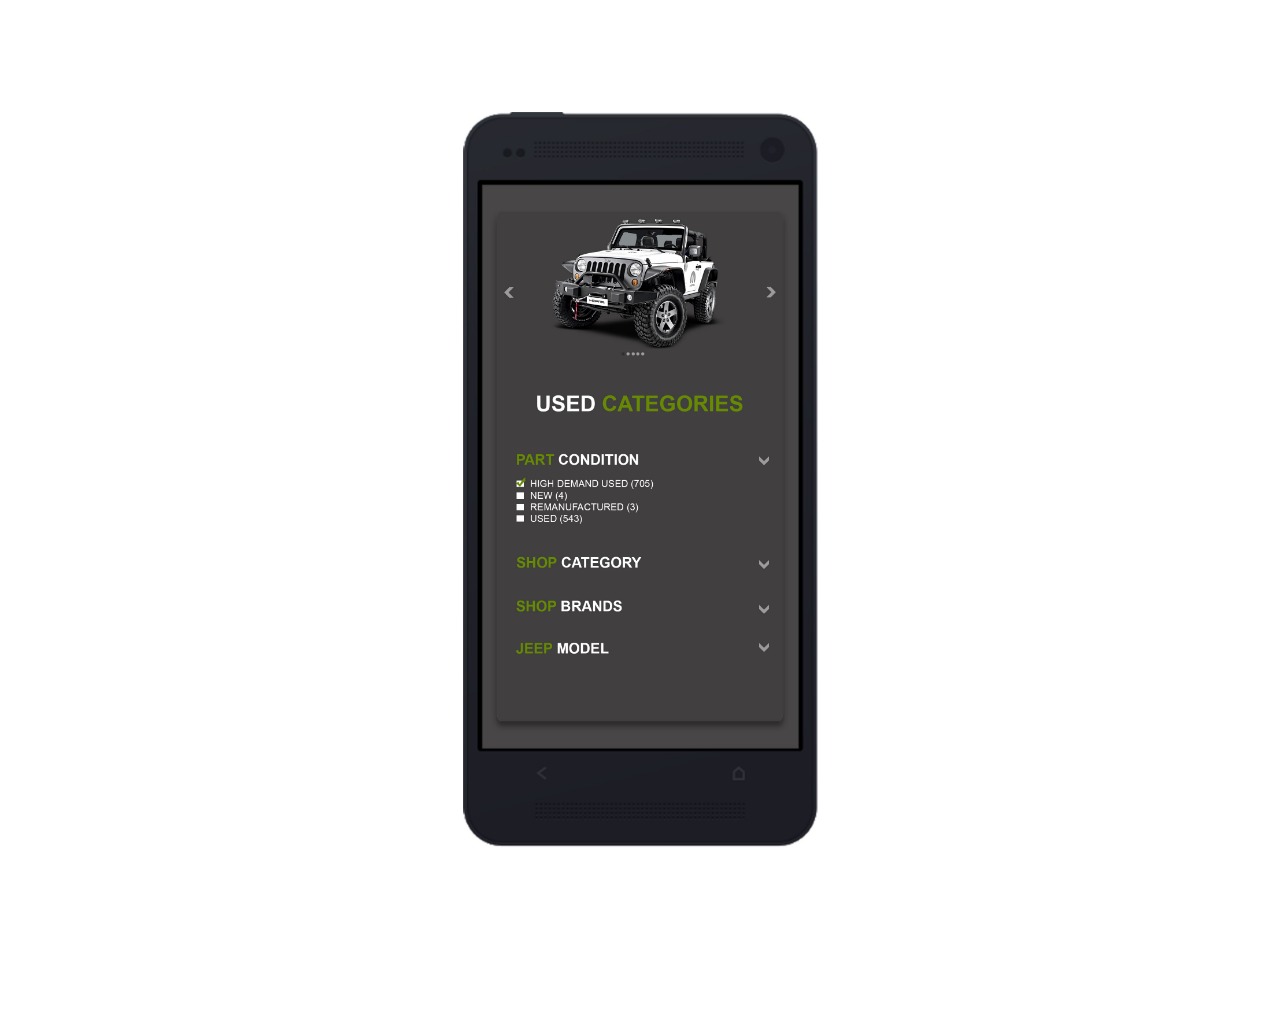 USED CATEGORIES
PART CONDITION
HIGH DEMAND USED (705)
NEW (4)
REMANUFACTURED (3)
USED (543)
SHOP CATEGORY
SHOP BRANDS
JEEP MODEL